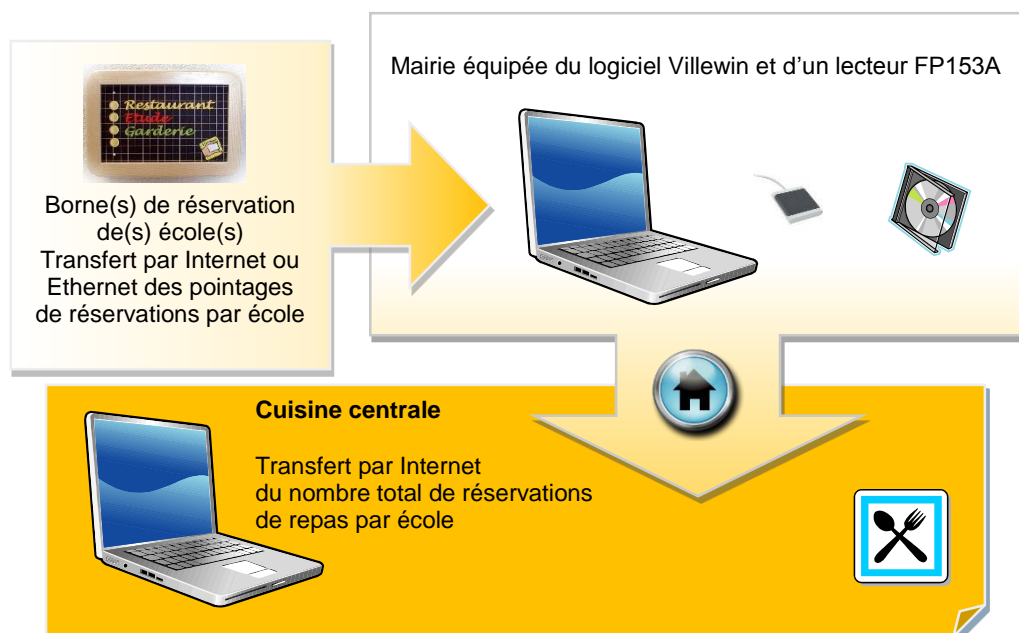 Restaurant
Etude
Garderie
Borne(s) de réservation
de(s) école(s)
Transfert par Internet ou
Ethernet des pointages
de réservations par école
Mairie équipée du logiciel Villewin et d'un lecteur FP153A
Cuisine centrale
Transfert par Internet
du nombre total de réservations
de repas par école